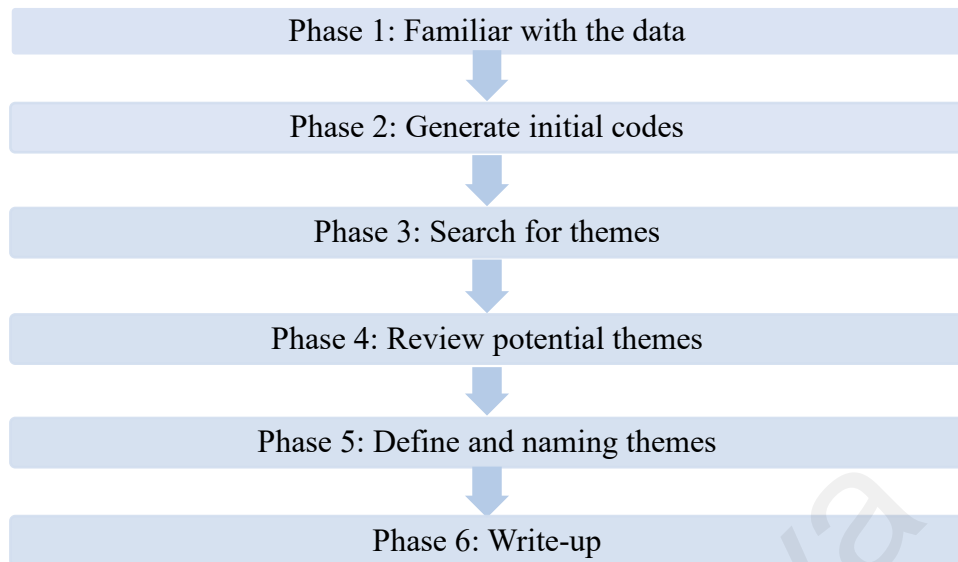 Phase 1: Familiar with the data
Phase 2: Generate initial codes
Phase 3: Search for themes
Phase 4: Review potential themes
Phase 5: Define and naming themes
Phase 6: Write-up